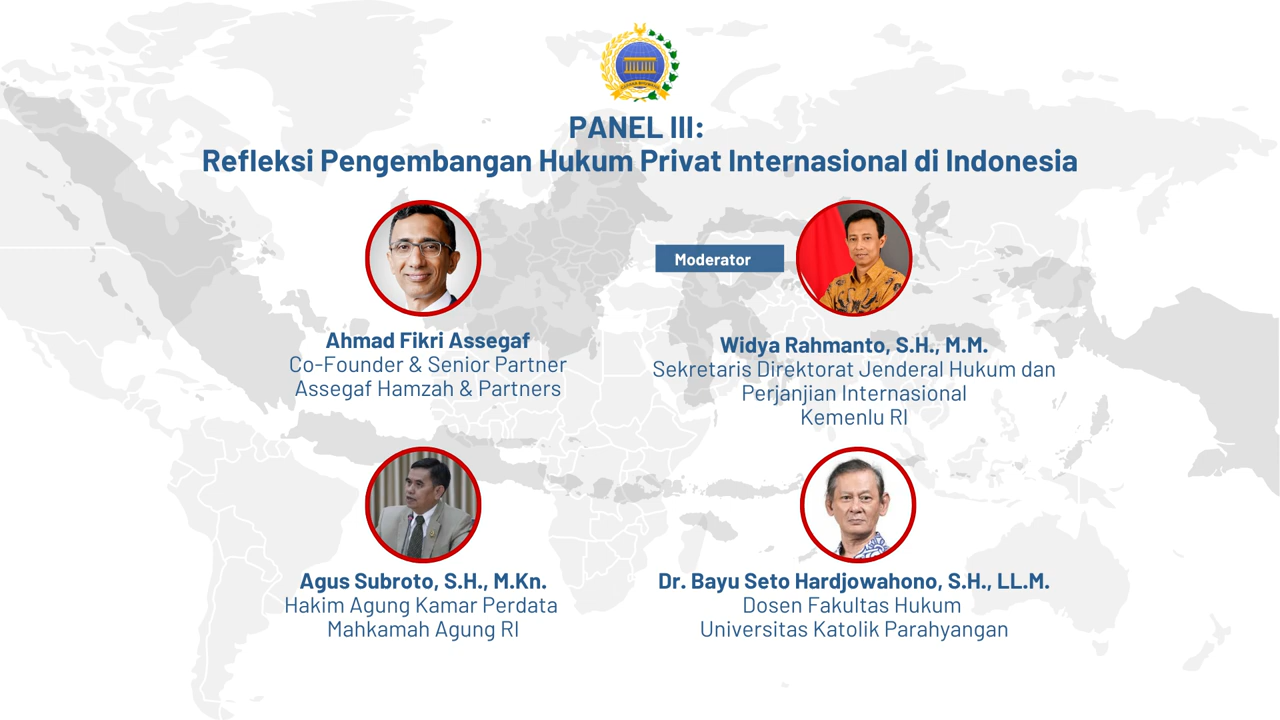 PANEL III:
Refleksi Pengembangan Hukum Privat Internasional di Indonesia
Ahmad Fikri Assegaf
Co-Founder & Senior Partner
Assegaf Hamzah & Partners
Moderator
Widya Rahmanto, S.H., M.M.
Sekretaris Direktorat Jenderal Hukum dan
Perjanjian Internasional
Kemenlu RI
Agus Subroto, S.H., M.Kn.
Hakim Agung Kamar Perdata
Mahkamah Agung RI
Dr. Bayu Seto Hardjowahono, S.H., LL.M.
Dosen Fakultas Hukum
Universitas Katolik Parahyangan